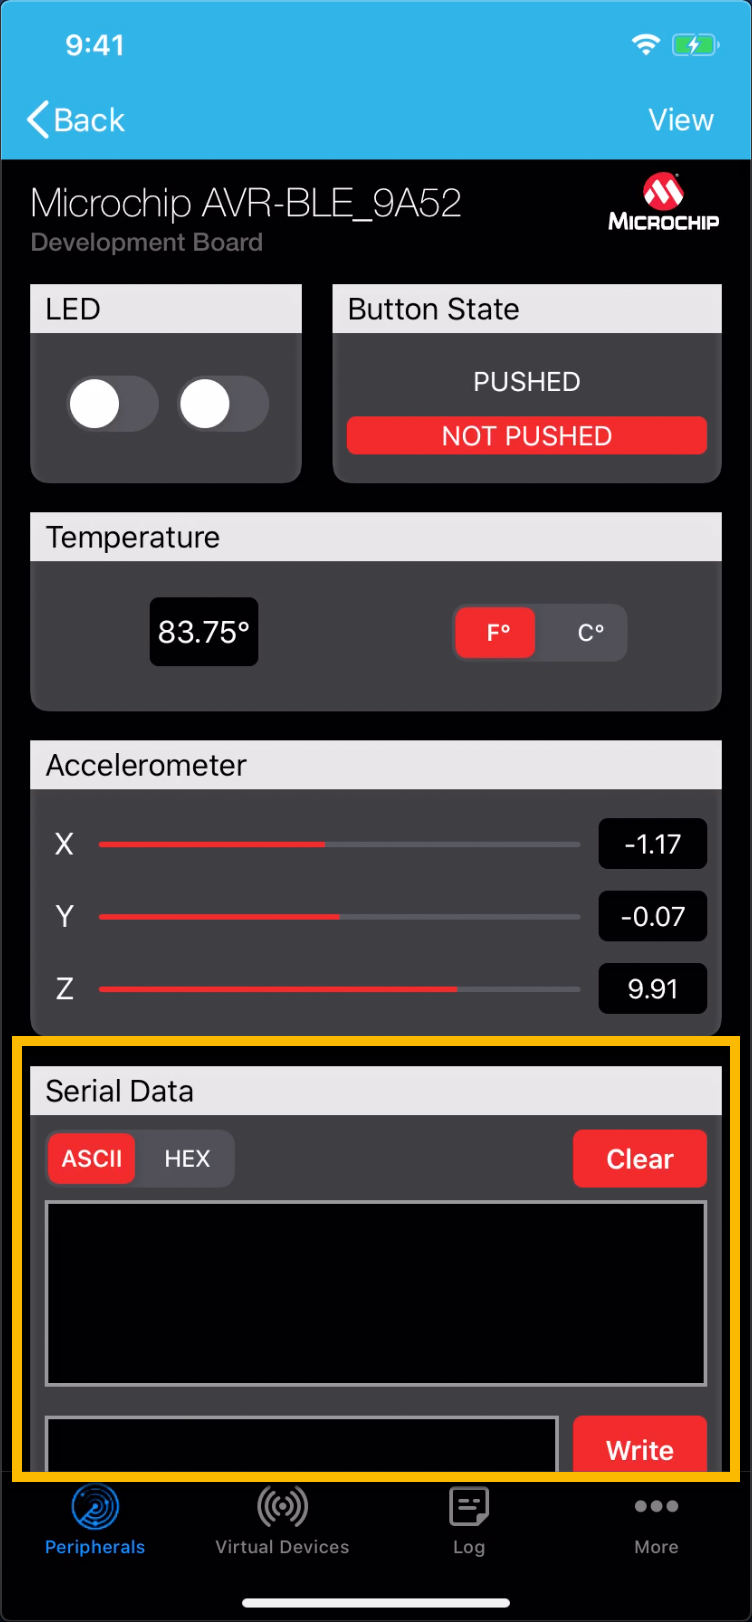 9:41
Back
View
Microchip AVR-BLE_9A52
Development Board
MICROCHIP
LED
Button State
PUSHED
NOT PUSHED
Temperature
83.75°
F°
C°
Accelerometer
X
-1.17
Y
-0.07
Z
9.91
Serial Data
ASCII
HEX
Clear
Write
Peripherals
Virtual Devices
Log
More